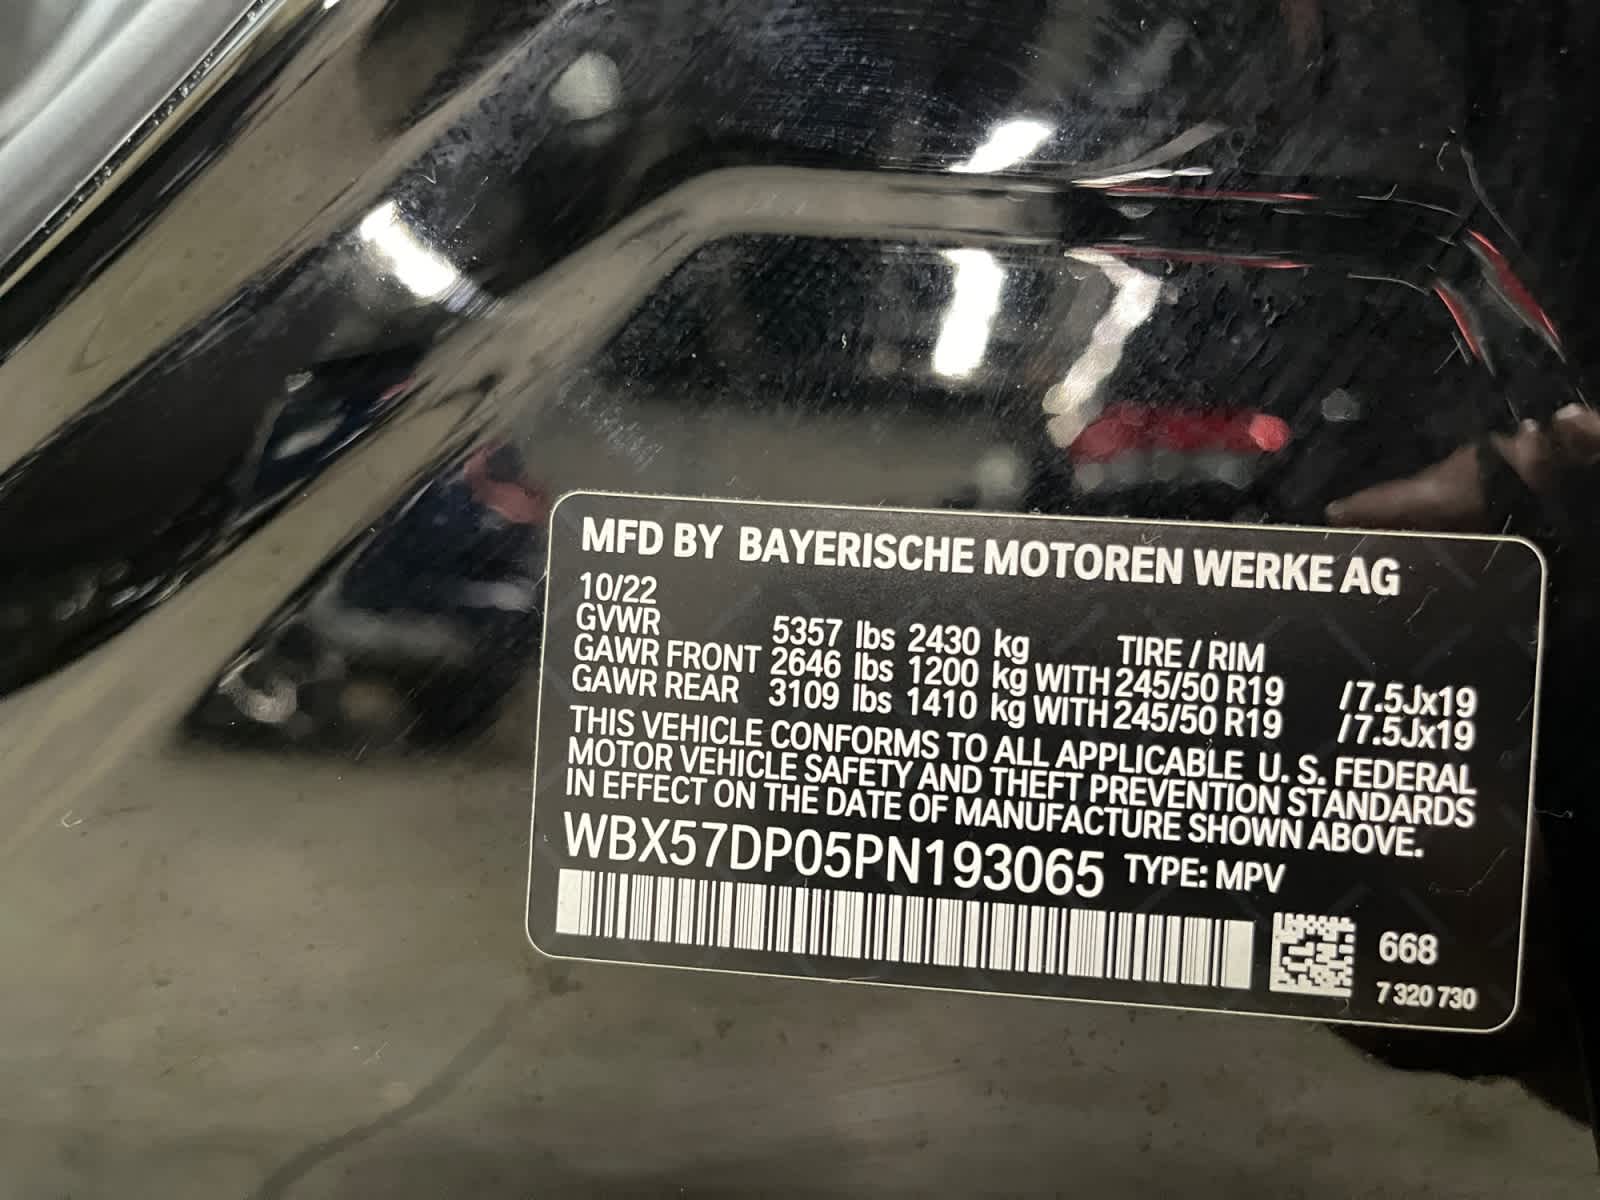 MFD BY BAYERISCHE MOTOREN WERKE AG
10/22
GVWR 5357 lbs 2430 kg TIRE / RIM
GAWR FRONT 2646 lbs 1200 kg WITH 245/50 R19 /7.5Jx19
GAWR REAR 3109 lbs 1410 kg WITH 245/50 R19 /7.5Jx19
THIS VEHICLE CONFORMS TO ALL APPLICABLE U. S. FEDERAL
MOTOR VEHICLE SAFETY AND THEFT PREVENTION STANDARDS
IN EFFECT ON THE DATE OF MANUFACTURE SHOWN ABOVE.
WBX57DP05PN193065 TYPE: MPV
668
7 320 730